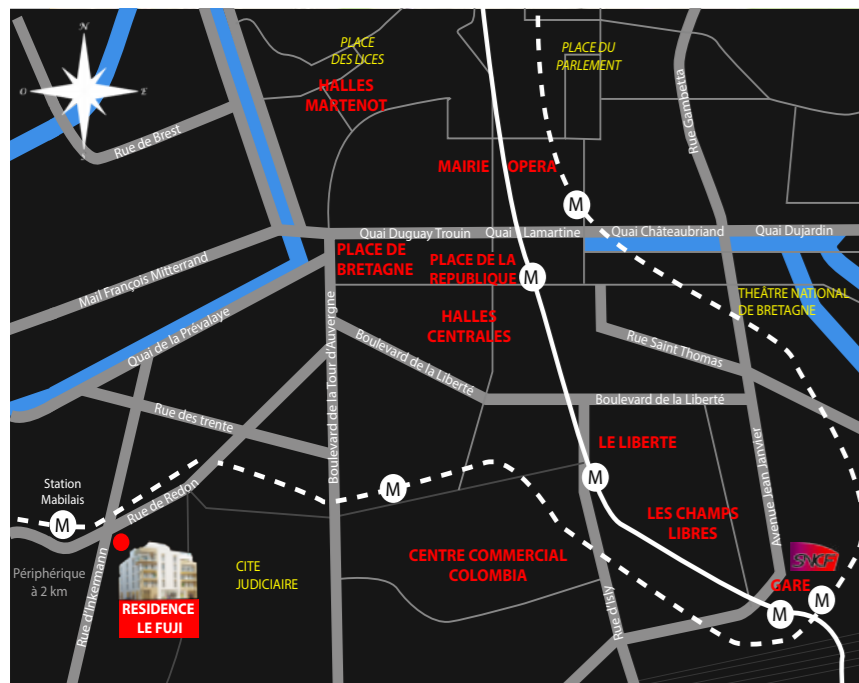 N
O
E
S
PLACE
DES LICES
PLACE DU
PARLEMENT
HALLES
MARTENOT
Rue Gambetta
Rue de Brest
MAIRIE
OPERA
M
Quai Duguay Trouin
Quai Lamartine
Quai Châteaubriand
Quai Dujardin
PLACE DE
BRETAGNE
PLACE DE LA
REPUBLIQUE
M
Mail François Mitterrand
THEÂTRE NATIONAL
DE BRETAGNE
HALLES
CENTRALES
Quai de la Prévalaye
Boulevard de la Tour d'Auvergne
Boulevard de la Liberté
Rue Saint Thomas
Boulevard de la Liberté
Rue des trente
LE LIBERTE
Station
Mabilais
M
M
M
Rue de Redon
Avenue Jean Janvier
LES CHAMPS
LIBRES
CENTRE COMMERCIAL
COLOMBIA
SNCF
GARE
Périphérique
à 2 km
CITE
JUDICIAIRE
Rue d'Inkermann
RESIDENCE
LE FUJI
Rue d'Isly
M
M